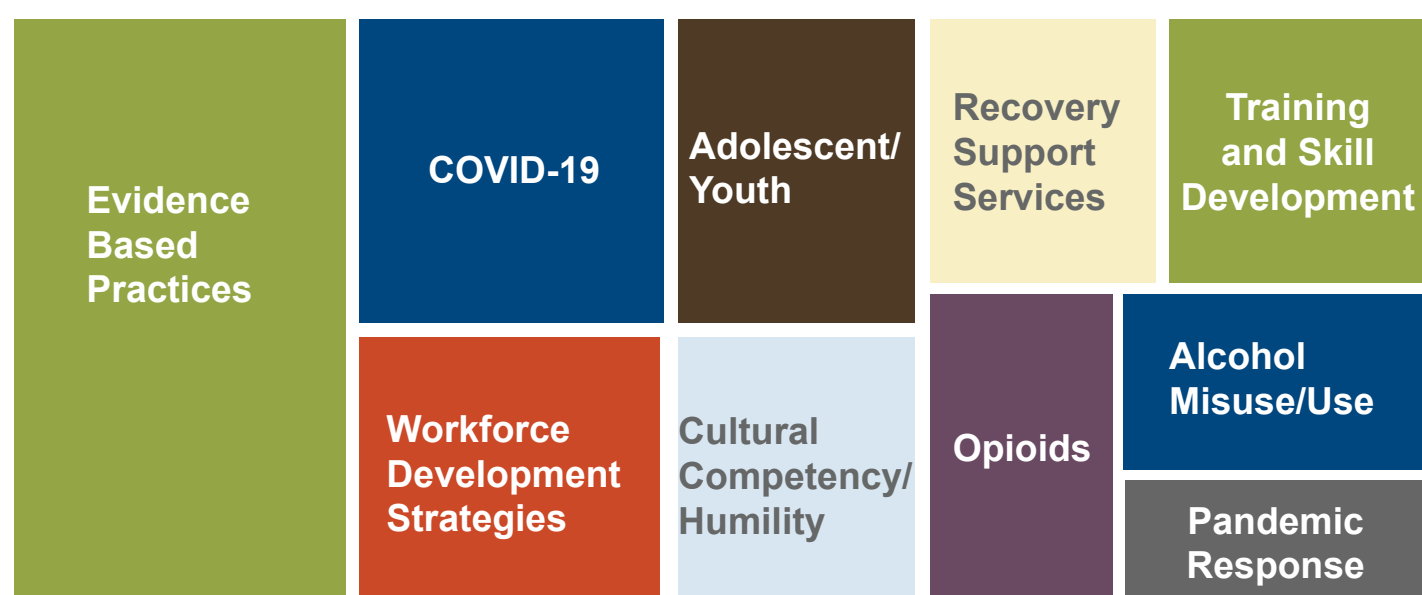 Evidence
Based
Practices
COVID-19
Workforce
Development
Strategies
Adolescent/
Youth
Cultural
Competency/
Humility
Recovery
Support
Services
Training
and Skill
Development
Opioids
Alcohol
Misuse/Use
Pandemic
Response